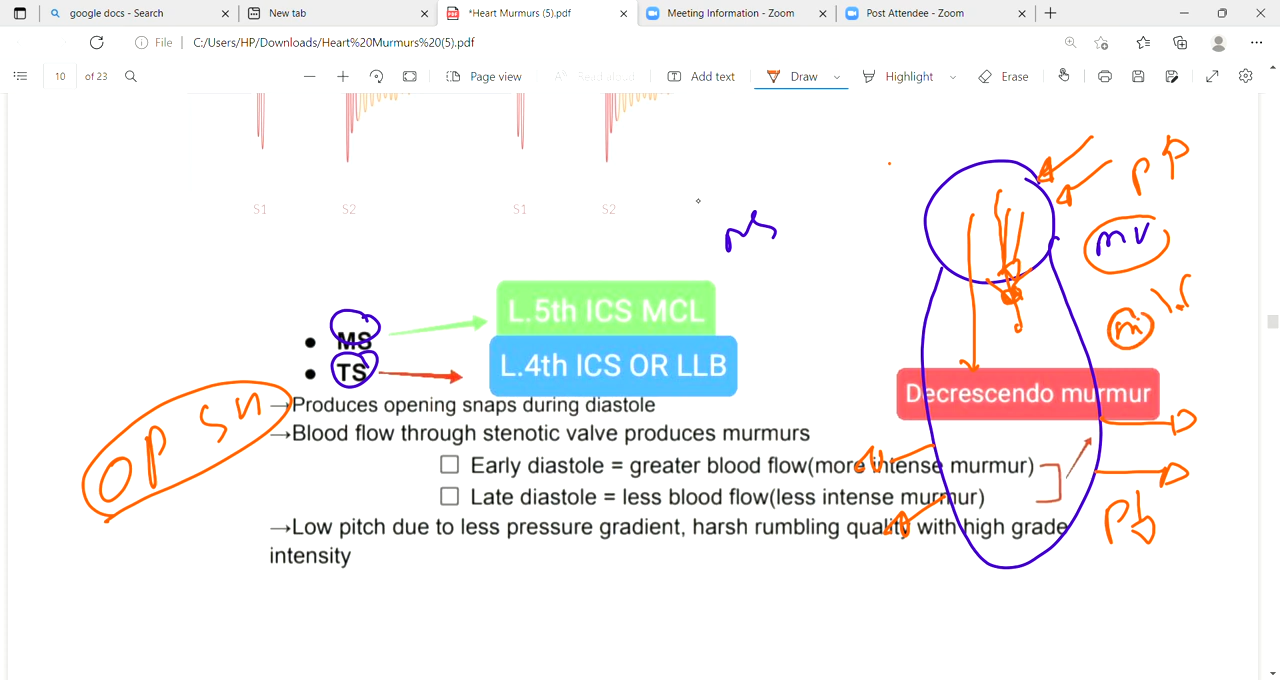 google docs - Search
New tab
*Heart Murmurs (5).pdf
Meeting Information - Zoom
Post Attendee - Zoom
File
C:/Users/HP/Downloads/Heart%20Murmurs%20(5).pdf
10 of 23
Page view
Read aloud
Add text
Draw
Highlight
Erase
S1 S2 S1 S2
MS
P
MV
L.5th ICS MCL
• MS
• TS
L.4th ICS OR LLB
Decrescendo murmur
OP SN
→Produces opening snaps during diastole
→Blood flow through stenotic valve produces murmurs
Early diastole = greater blood flow(more intense murmur)
Late diastole = less blood flow(less intense murmur)
→Low pitch due to less pressure gradient, harsh rumbling quality with high grade
intensity
P